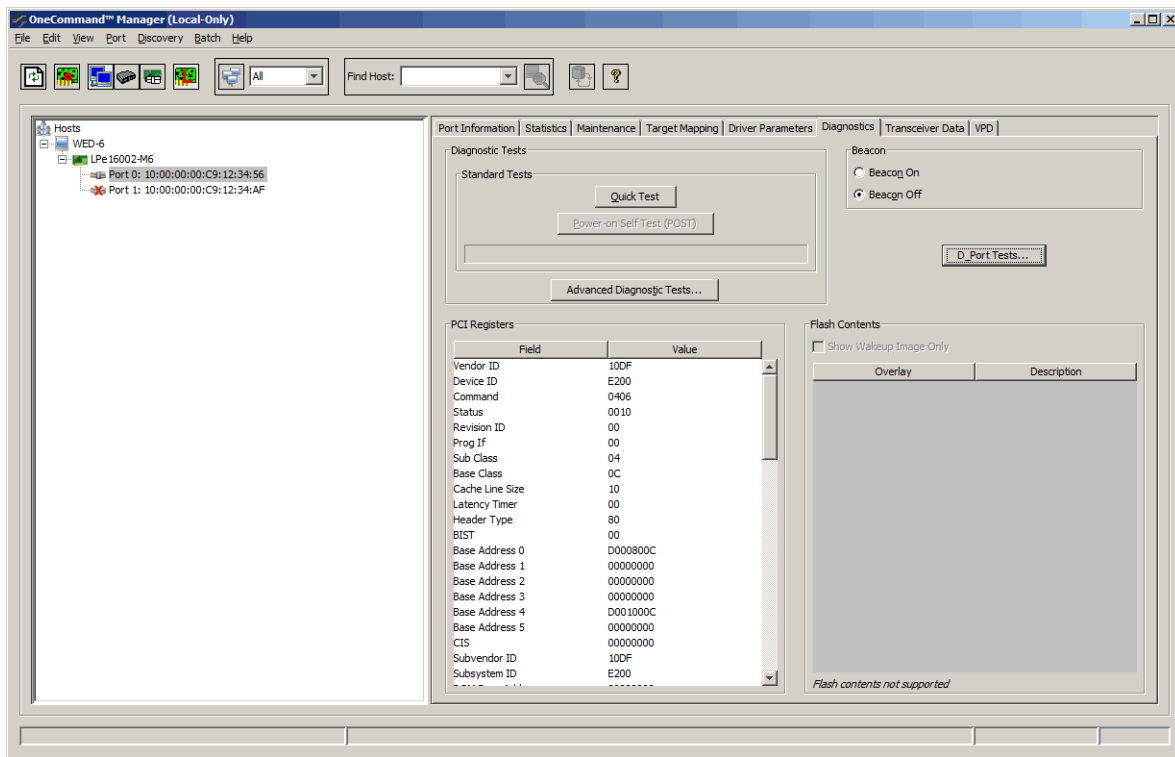 OneCommand™ Manager (Local-Only)
File Edit View Port Discovery Batch Help
All
Find Host:
Hosts
WED-6
LPe16002-M6
Port 0: 10:00:00:00:C9:12:34:56
Port 1: 10:00:00:00:C9:12:34:AF
Port Information Statistics Maintenance Target Mapping Driver Parameters Diagnostics Transceiver Data VPD
Diagnostic Tests
Standard Tests
Quick Test
Power-on Self Test (POST)
Advanced Diagnostic Tests...
Beacon
Beacon On
Beacon Off
D_Port Tests...
PCI Registers
Field Value
Vendor ID 10DF
Device ID E200
Command 0406
Status 0010
Revision ID 00
Prog If 00
Sub Class 04
Base Class 0C
Cache Line Size 10
Latency Timer 00
Header Type 80
BIST 00
Base Address 0 D000800C
Base Address 1 00000000
Base Address 2 00000000
Base Address 3 00000000
Base Address 4 D001000C
Base Address 5 00000000
CIS 00000000
Subvendor ID 10DF
Subsystem ID E200
Flash Contents
Show Wakeup Image Only
Overlay Description
Flash contents not supported